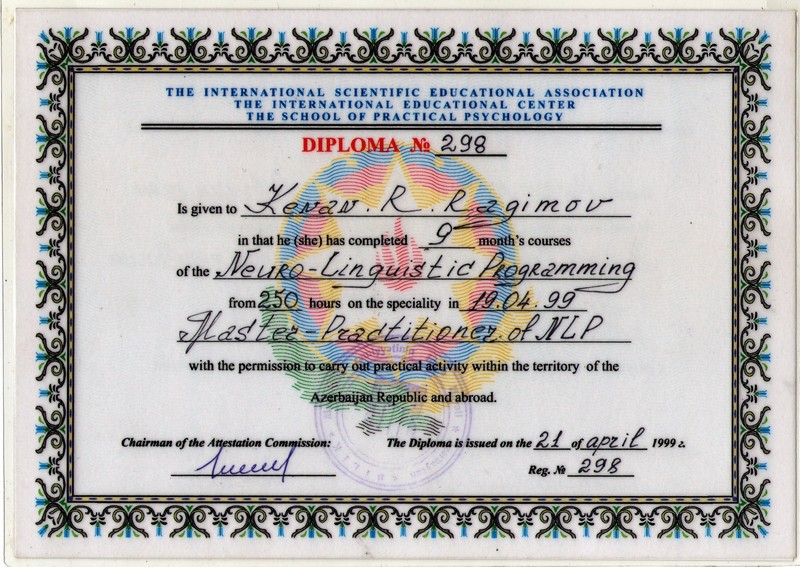 THE INTERNATIONAL SCIENTIFIC EDUCATIONAL ASSOCIATION
THE INTERNATIONAL EDUCATIONAL CENTER
THE SCHOOL OF PRACTICAL PSYCHOLOGY
DIPLOMA № 298
Is given to Kenan. R. Ragimov
in that he (she) has completed 9 month's courses
of the Neuro-Linguistic Programming
from 250 hours on the speciality in 19.04.99
Master-Practitioner of NLP
with the permission to carry out practical activity within the territory of the
Azerbaijan Republic and abroad.
Chairman of the Attestation Commission: The Diploma is issued on the 21 of april 1999 г.
Reg. № 298